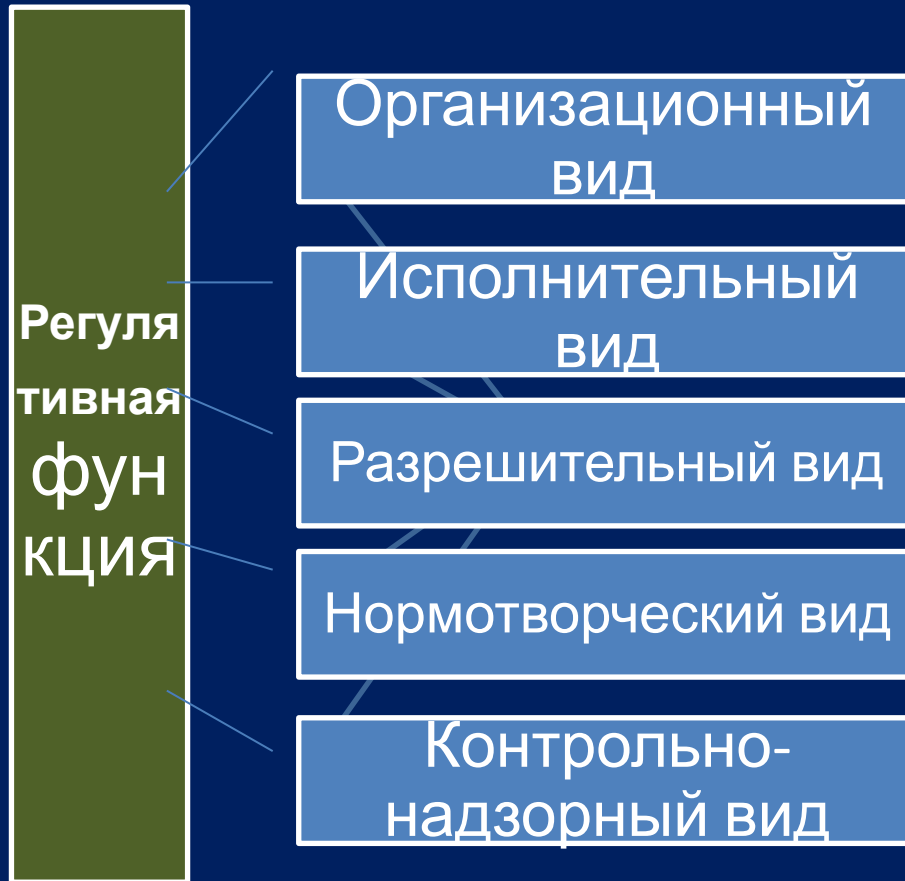 Регуля
тивная
фун
кция
Организационный
вид
Исполнительный
вид
Разрешительный вид
Нормотворческий вид
Контрольно-
надзорный вид